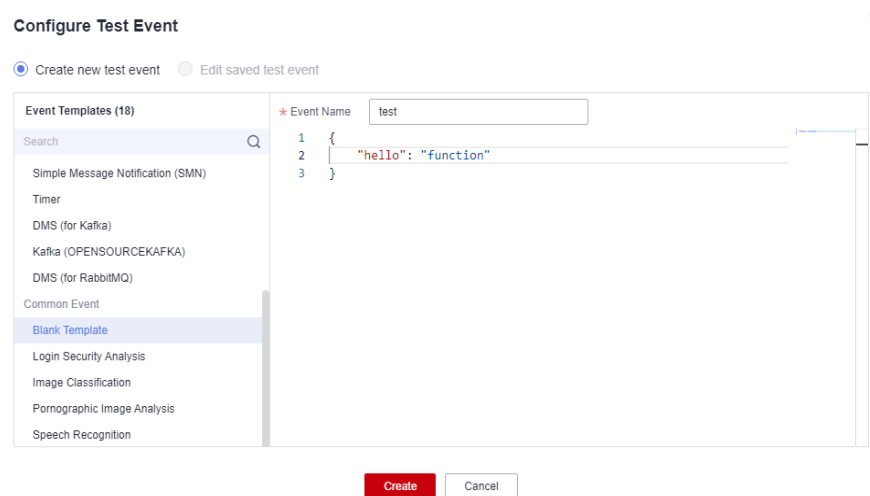 Configure Test Event
Create new test event Edit saved test event
Event Templates (18)
Search
Simple Message Notification (SMN)
Timer
DMS (for Kafka)
Kafka (OPENSOURCEKAFKA)
DMS (for RabbitMQ)
Common Event
Blank Template
Login Security Analysis
Image Classification
Pornographic Image Analysis
Speech Recognition
* Event Name test
1 {
2 "hello": "function"
3 }
Create Cancel